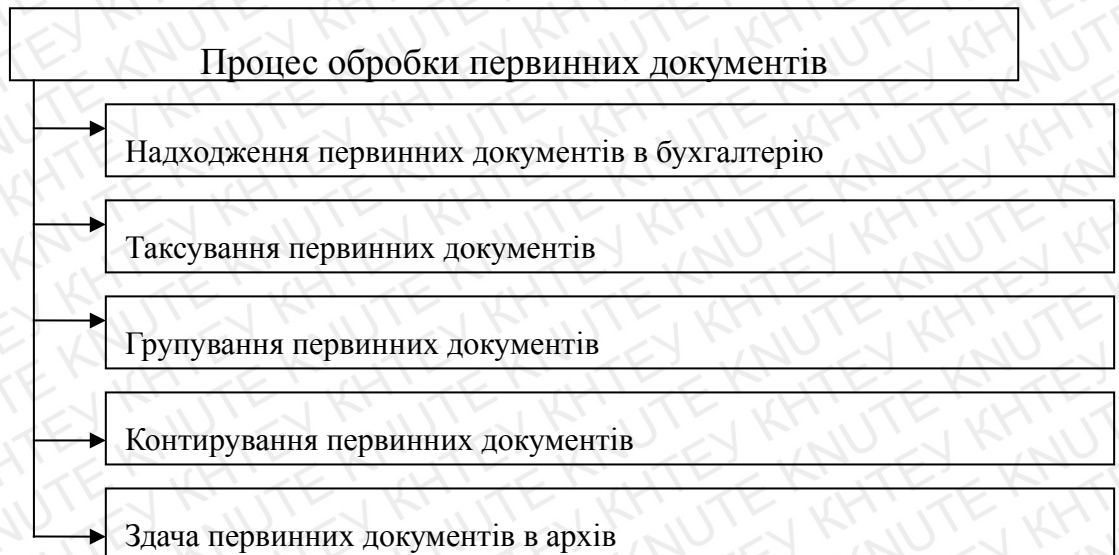 Процес обробки первинних документів
Надходження первинних документів в бухгалтерію
Таксування первинних документів
Групування первинних документів
Контирування первинних документів
Здача первинних документів в архів